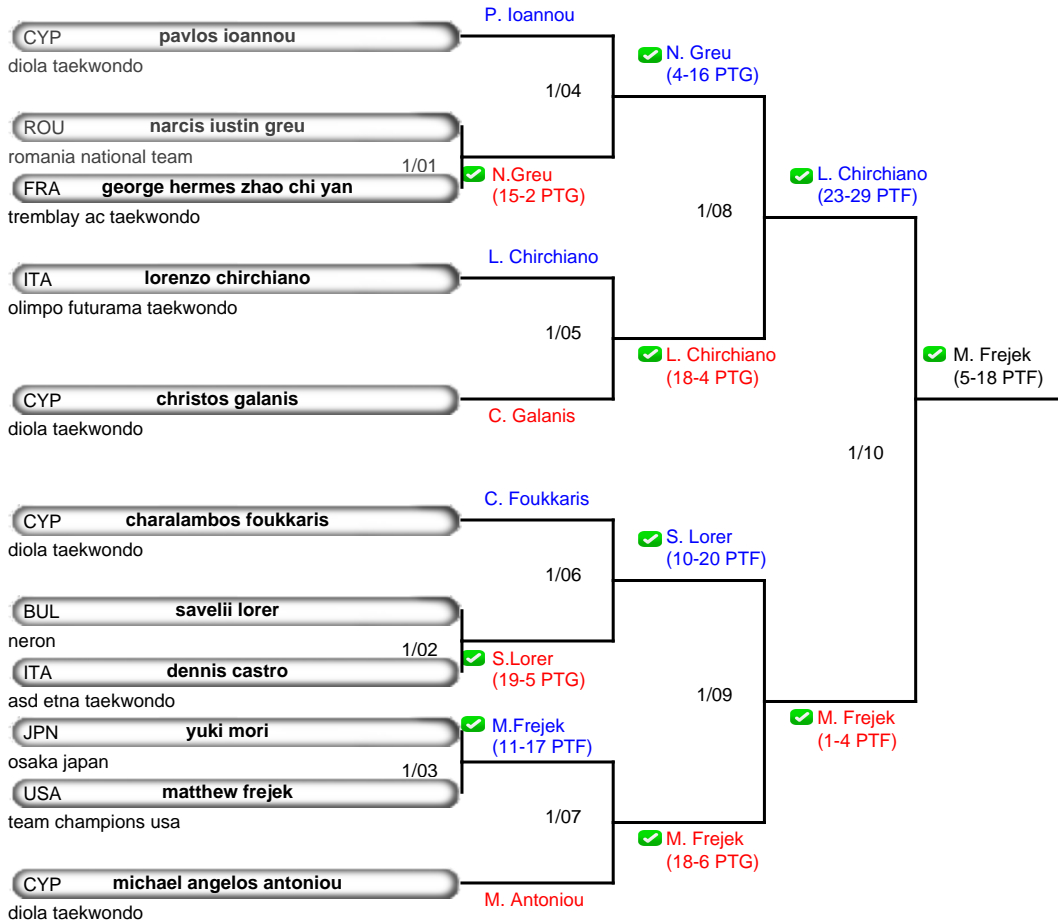 P. Ioannou
CYP pavlos ioannou
diola taekwondo
N. Greu
(4-16 PTG)
1/04
ROU narcis iustin greu
romania national team
1/01
N.Greu
(15-2 PTG)
FRA george hermes zhao chi yan
tremblay ac taekwondo
L. Chirchiano
(23-29 PTF)
1/08
L. Chirchiano
ITA lorenzo chirchiano
olimpo futurama taekwondo
1/05
L. Chirchiano
(18-4 PTG)
M. Frejek
(5-18 PTF)
CYP christos galanis
C. Galanis
diola taekwondo
1/10
C. Foukkaris
CYP charalambos foukkaris
diola taekwondo
S. Lorer
(10-20 PTF)
1/06
BUL savelii lorer
neron
1/02
S.Lorer
(19-5 PTG)
ITA dennis castro
asd etna taekwondo
1/09
M. Frejek
(1-4 PTF)
JPN yuki mori
M.Frejek
(11-17 PTF)
osaka japan
1/03
USA matthew frejek
team champions usa
1/07
M. Frejek
(18-6 PTG)
CYP michael angelos antoniou
M. Antoniou
diola taekwondo